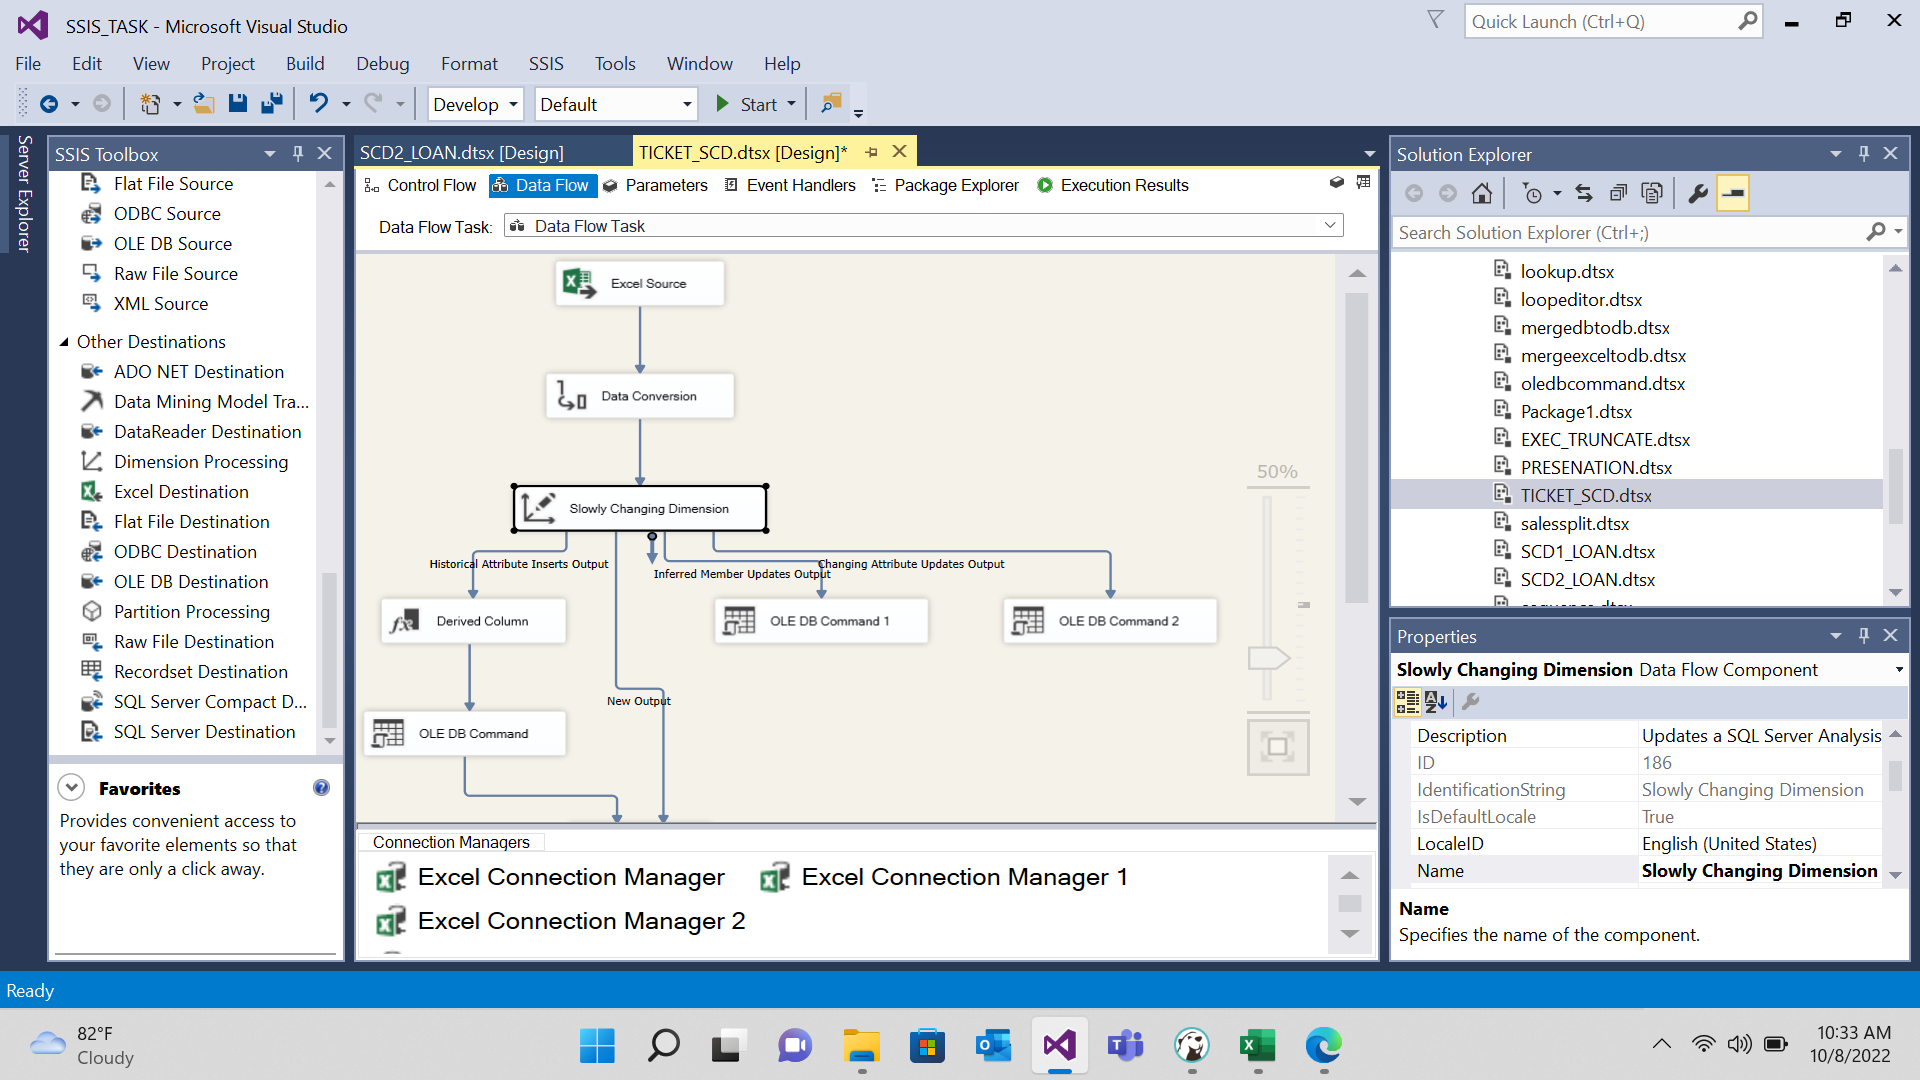 SSIS_TASK - Microsoft Visual Studio
Quick Launch (Ctrl+Q)
File Edit View Project Build Debug Format SSIS Tools Window Help
Develop Default Start
Server Explorer
SSIS Toolbox
Flat File Source
ODBC Source
OLE DB Source
Raw File Source
XML Source
Other Destinations
ADO NET Destination
Data Mining Model Tra...
DataReader Destination
Dimension Processing
Excel Destination
Flat File Destination
ODBC Destination
OLE DB Destination
Partition Processing
Raw File Destination
Recordset Destination
SQL Server Compact D...
SQL Server Destination
Favorites
Provides convenient access to
your favorite elements so that
they are only a click away.
SCD2_LOAN.dtsx [Design]
TICKET_SCD.dtsx [Design]*
Control Flow Data Flow Parameters Event Handlers Package Explorer Execution Results
Data Flow Task: Data Flow Task
Excel Source
Data Conversion
50%
Slowly Changing Dimension
Historical Attribute Inserts Output
Changing Attribute Updates Output
Inferred Member Updates Output
Derived Column
OLE DB Command 1
OLE DB Command 2
New Output
OLE DB Command
Connection Managers
Excel Connection Manager
Excel Connection Manager 1
Excel Connection Manager 2
Solution Explorer
Search Solution Explorer (Ctrl+;)
lookup.dtsx
loopeditor.dtsx
mergedbtodb.dtsx
mergeexceltodb.dtsx
oledbcommand.dtsx
Package1.dtsx
EXEC_TRUNCATE.dtsx
PRESENATION.dtsx
TICKET_SCD.dtsx
salessplit.dtsx
SCD1_LOAN.dtsx
SCD2_LOAN.dtsx
Properties
Slowly Changing Dimension Data Flow Component
Description Updates a SQL Server Analysis
ID 186
IdentificationString Slowly Changing Dimension
IsDefaultLocale True
LocaleID English (United States)
Name Slowly Changing Dimension
Name
Specifies the name of the component.
Ready
82°F
Cloudy
10:33 AM
10/8/2022